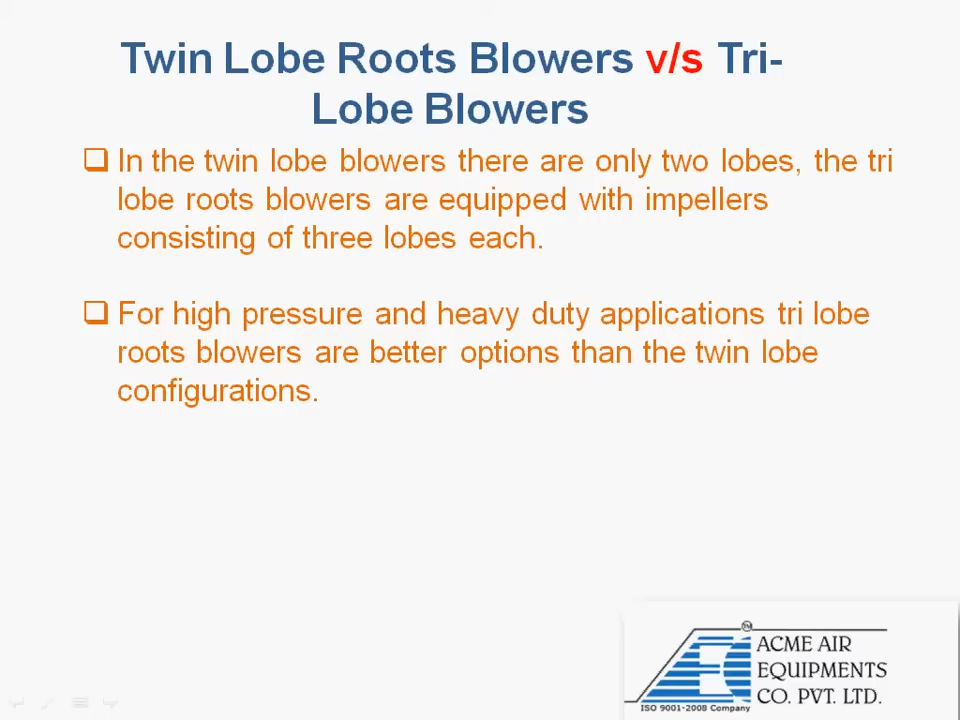 Twin Lobe Roots Blowers v/s Tri-
Lobe Blowers
In the twin lobe blowers there are only two lobes, the tri
lobe roots blowers are equipped with impellers
consisting of three lobes each.
For high pressure and heavy duty applications tri lobe
roots blowers are better options than the twin lobe
configurations.
TM
ACME AIR
EQUIPMENTS
CO. PVT. LTD.
ISO 9001-2008 Company